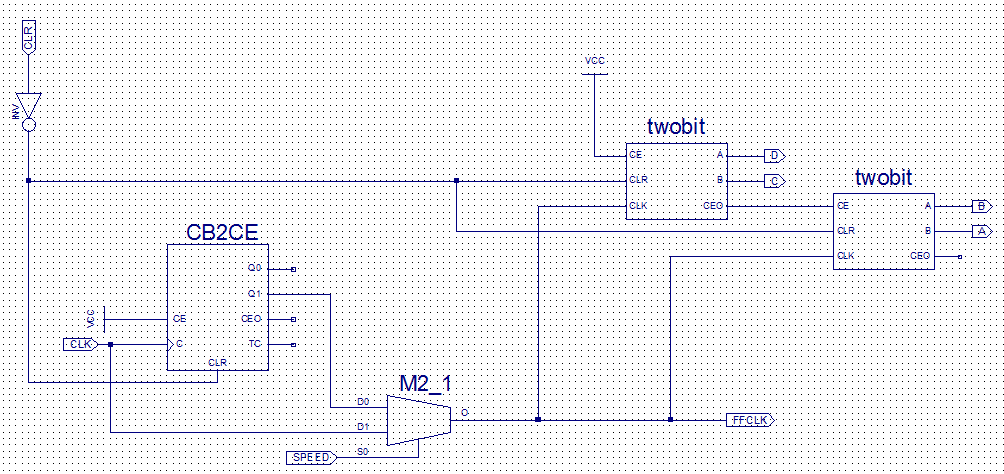 CLR
INV
VCC
twobit
CE A D
CLR B C
CLK CEO
twobit
CE A B
CLR B A
CLK CEO
CB2CE
Q0
Q1
VCC CE CEO
CLK C TC
CLR
M2_1
D0 O
D1 FFCLK
SPEED S0